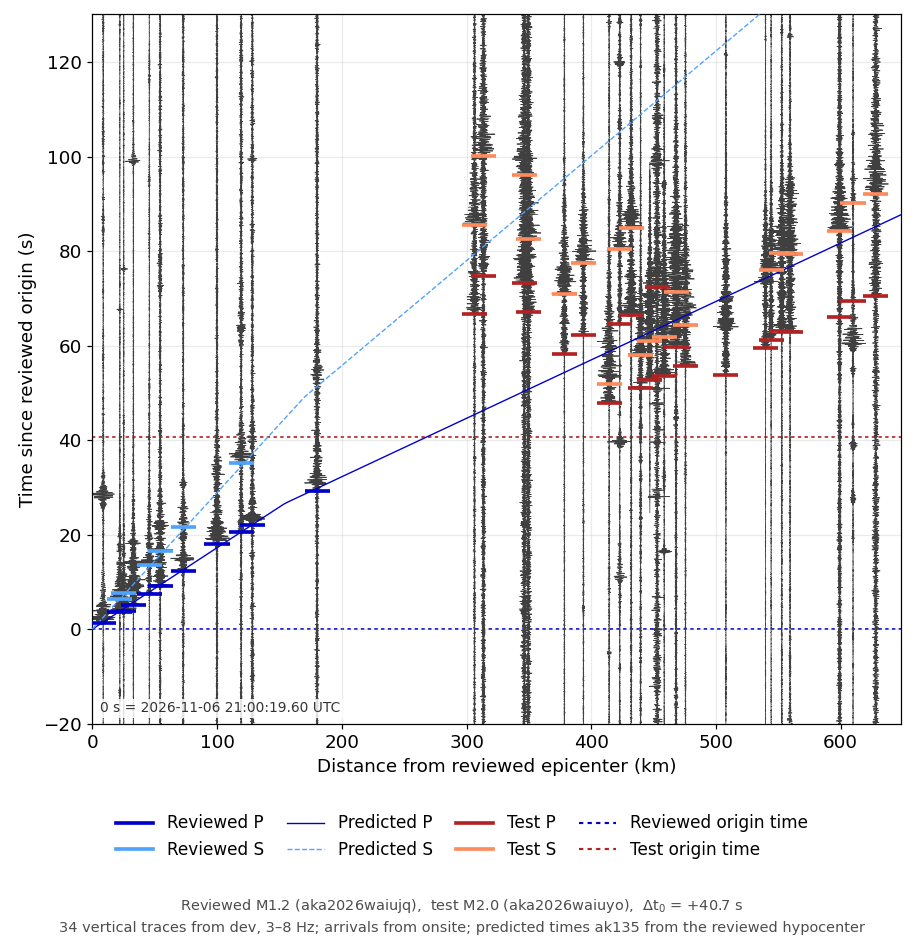 120
100
80
60
40
20
0
−20
Time since reviewed origin (s)
0 s = 2026-11-06 21:00:19.60 UTC
0 100 200 300 400 500 600
Distance from reviewed epicenter (km)
Reviewed P Predicted P Test P Reviewed origin time
Reviewed S Predicted S Test S Test origin time
Reviewed M1.2 (aka2026waiujq), test M2.0 (aka2026waiuyo), Δt₀ = +40.7 s
34 vertical traces from dev, 3–8 Hz; arrivals from onsite; predicted times ak135 from the reviewed hypocenter